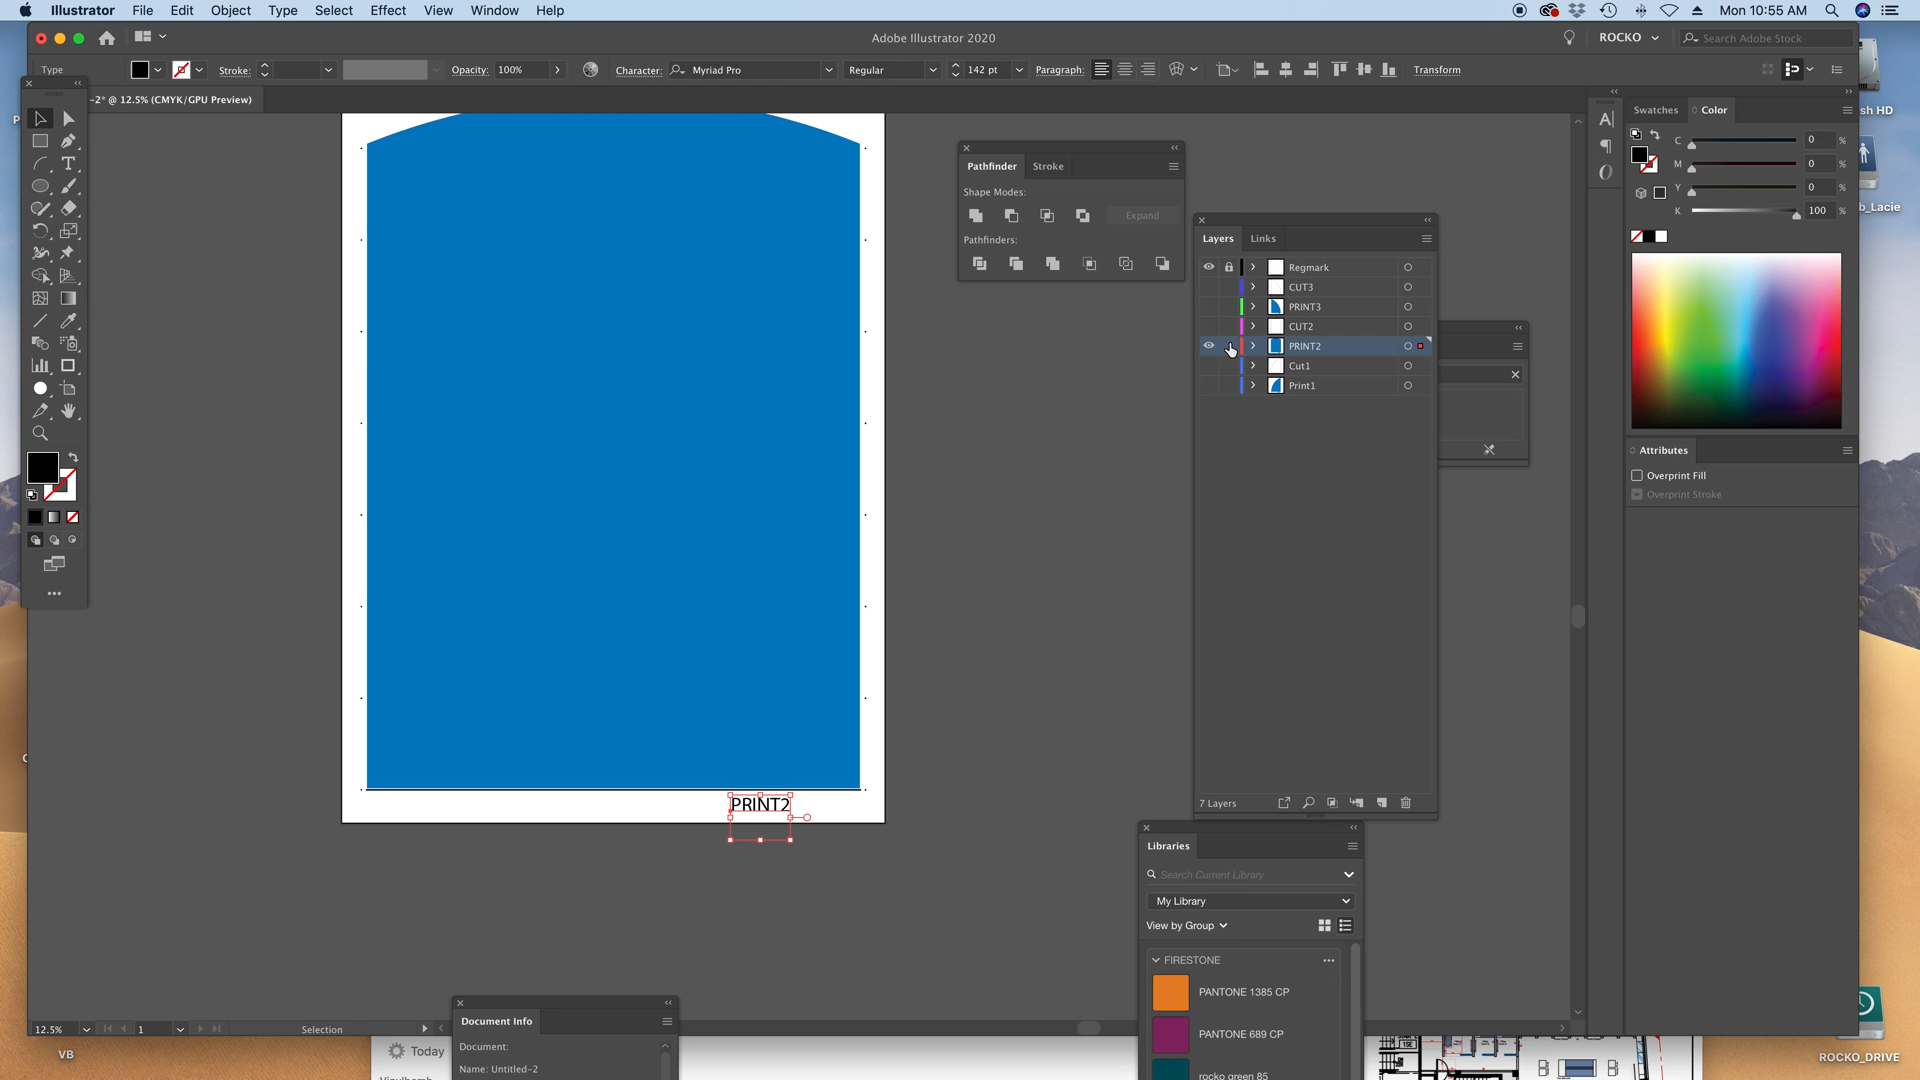 Illustrator File Edit Object Type Select Effect View Window Help
Mon 10:55 AM
Adobe Illustrator 2020
ROCKO
Search Adobe Stock
Type
Stroke:
Opacity: 100%
Character: Myriad Pro
Regular
142 pt
Paragraph:
Transform
-2* @ 12.5% (CMYK/GPU Preview)
Pathfinder Stroke
Shape Modes:
Expand
Pathfinders:
Layers Links
Regmark
CUT3
PRINT3
CUT2
PRINT2
Cut1
Print1
7 Layers
Swatches Color
C 0 %
M 0 %
Y 0 %
K 100 %
Attributes
Overprint Fill
Overprint Stroke
PRINT2
Libraries
Search Current Library
My Library
View by Group
FIRESTONE
PANTONE 1385 CP
PANTONE 689 CP
rocko green 85
12.5%
1
Selection
Document Info
Document:
Name: Untitled-2
VB
Today
sh HD
b_Lacie
ROCKO_DRIVE
1SE